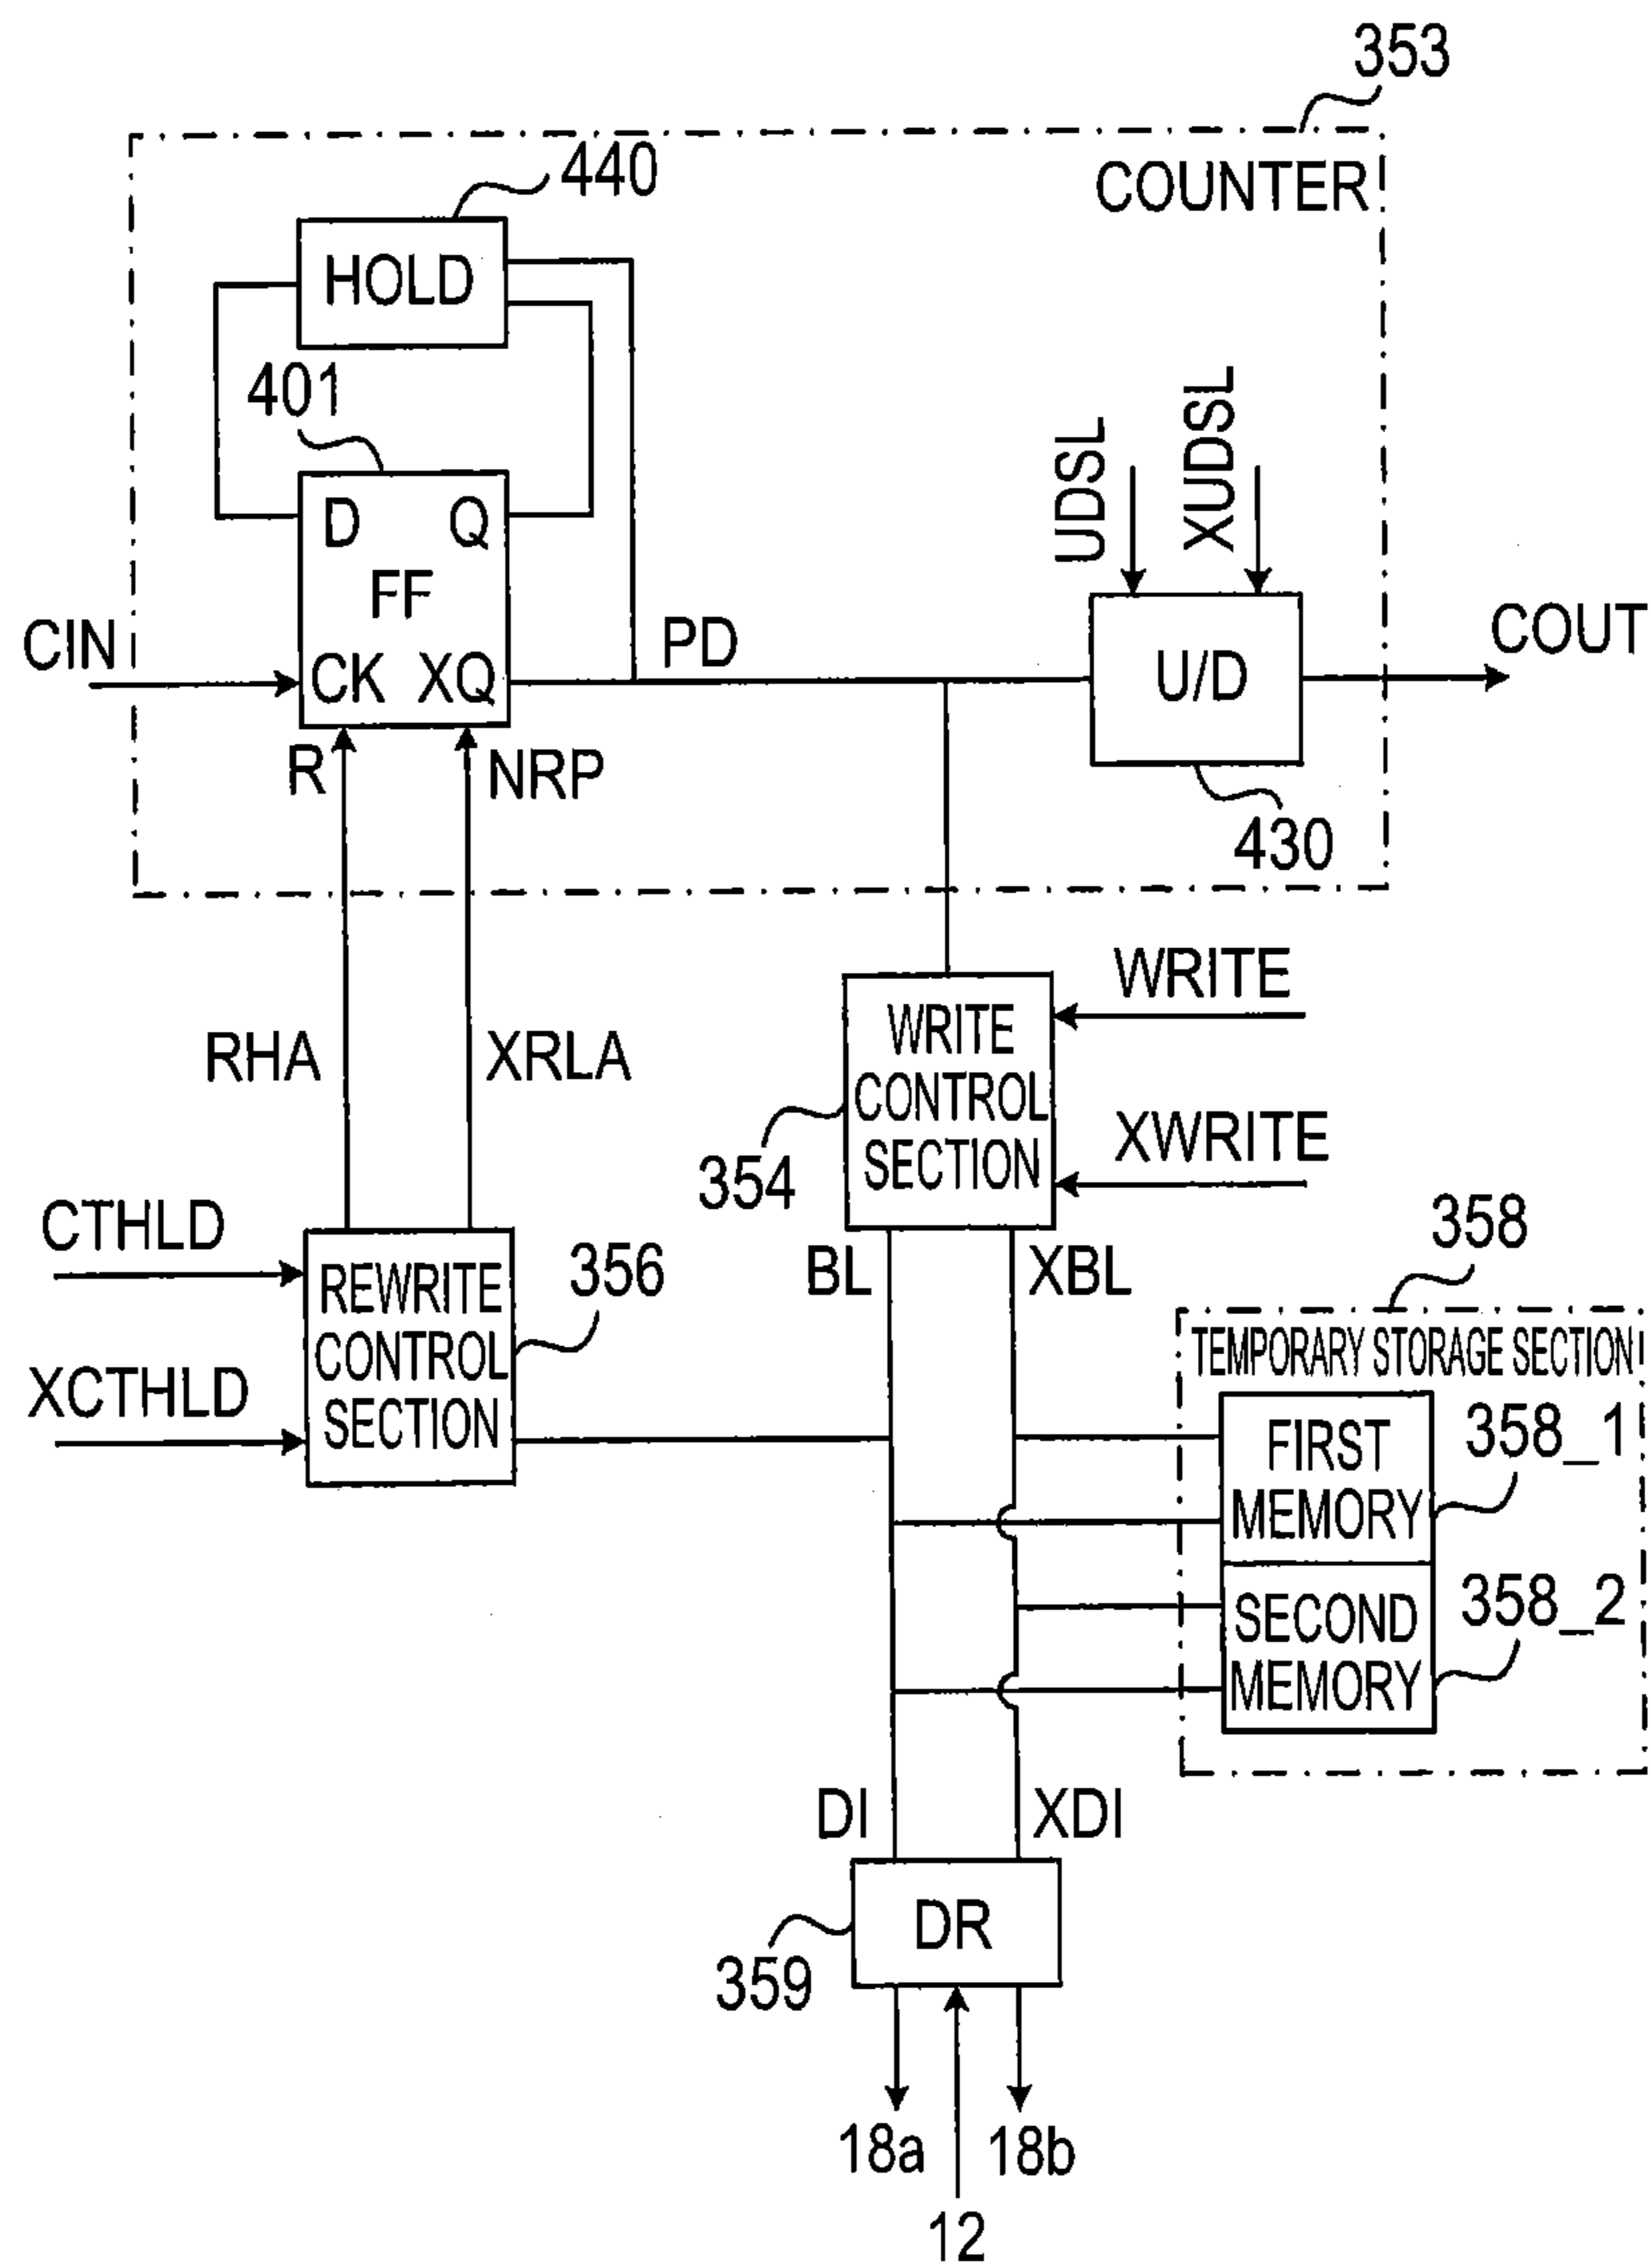 353
440
COUNTER
HOLD
401
UDSL
XUDSL
D Q
FF
CIN
PD
COUT
CK XQ
U/D
R
NRP
430
WRITE
RHA
XRLA
WRITE
CONTROL
SECTION
XWRITE
354
CTHLD
358
356
BL
XBL
REWRITE
CONTROL
SECTION
TEMPORARY STORAGE SECTION
XCTHLD
FIRST
MEMORY
358_1
SECOND
MEMORY
358_2
DI
XDI
DR
359
18a
18b
12